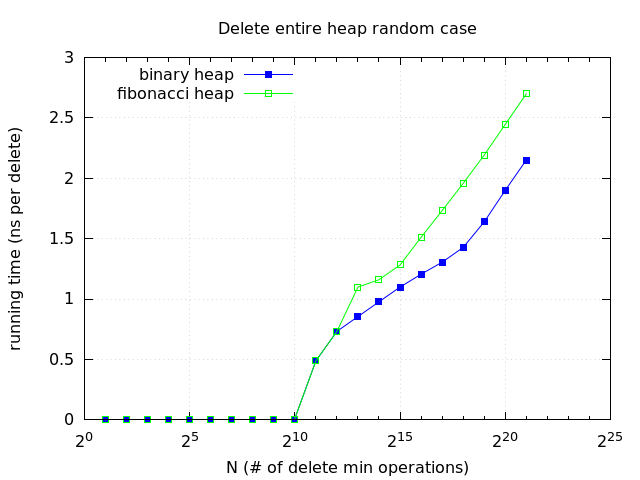 Delete entire heap random case
binary heap
fibonacci heap
3
2.5
2
1.5
1
0.5
0
2^0 2^5 2^10 2^15 2^20 2^25
running time (ns per delete)
N (# of delete min operations)